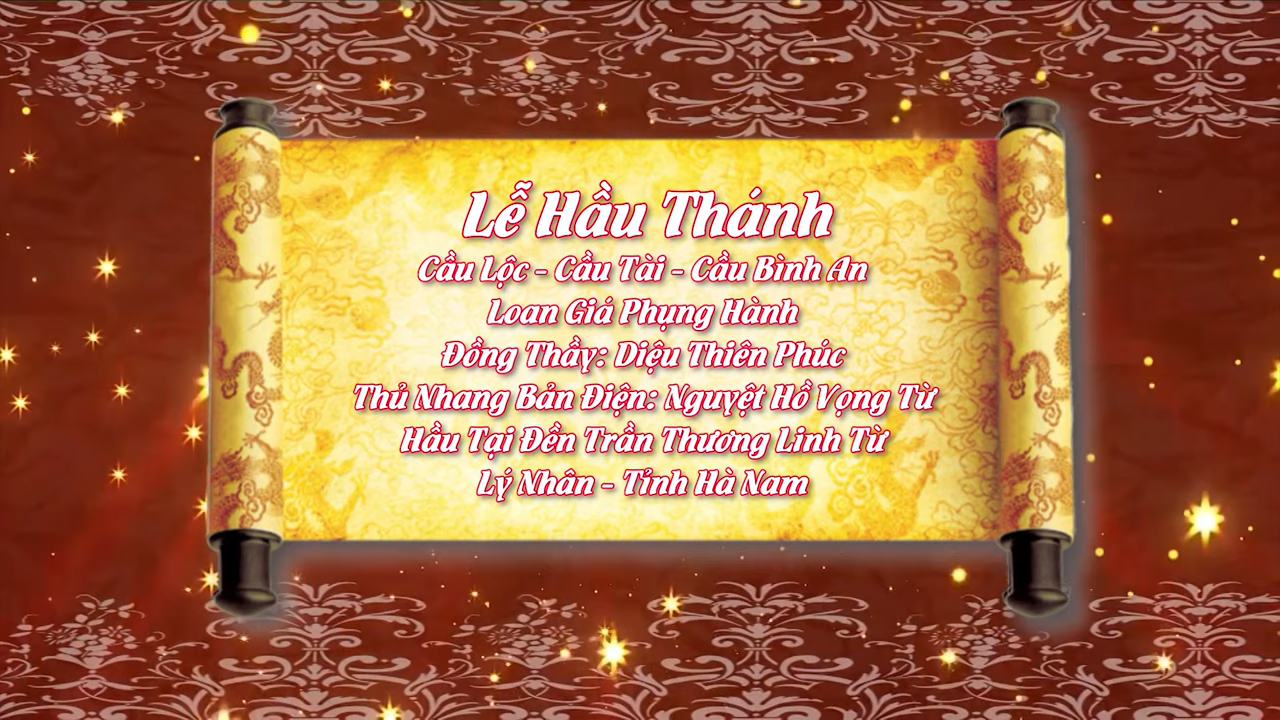 Lễ Hầu Thánh
Cầu Lộc - Cầu Tài - Cầu Bình An
Loan Giá Phụng Hành
Đồng Thầy: Diệu Thiên Phúc
Thủ Nhang Bản Điện: Nguyệt Hồ Vọng Từ
Hầu Tại Đền Trần Thương Linh Từ
Lý Nhân - Tỉnh Hà Nam